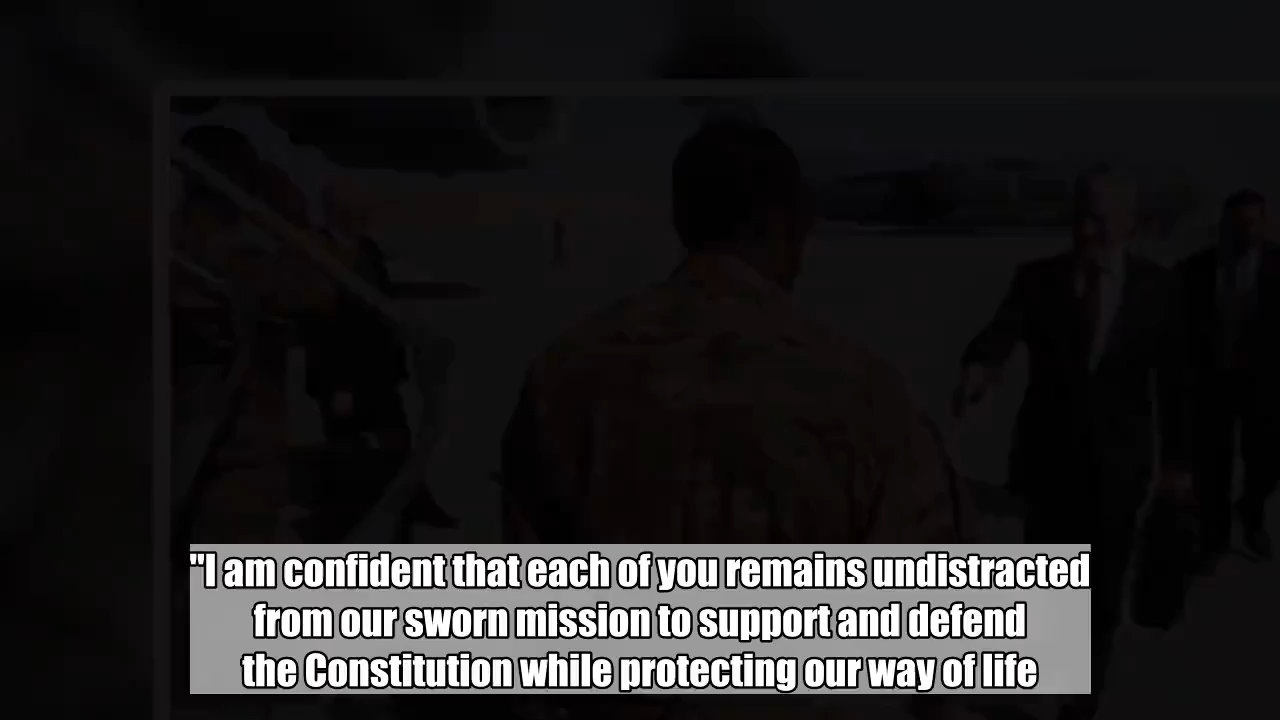 "I am confident that each of you remains undistracted
from our sworn mission to support and defend
the Constitution while protecting our way of life